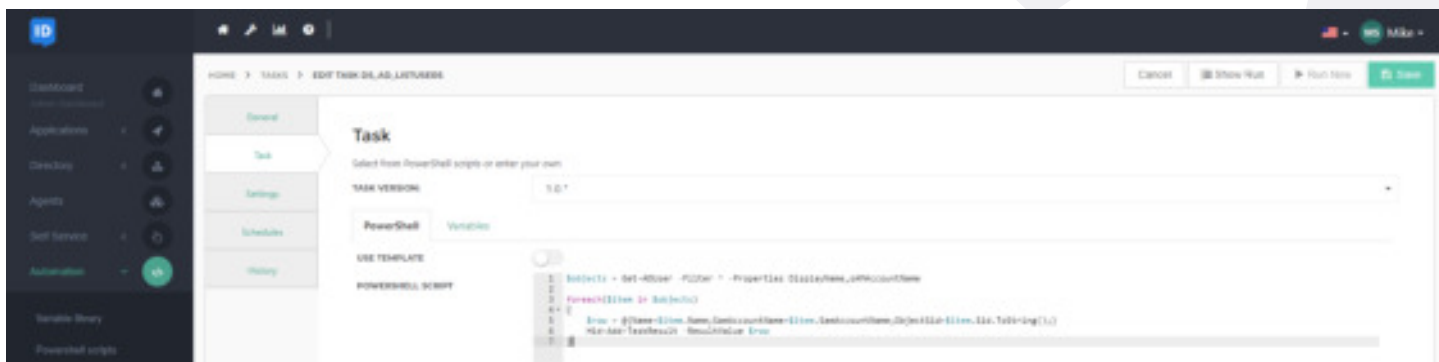 ID
Mike
HOME > TASKS > EDIT TASK DS_AD_LISTUSERS
Cancel
Show Run
Run Now
Save
Dashboard
Applications
Directory
Agents
Self Service
Automation
Variable library
Powershell scripts
General
Task
Settings
Schedules
History
Task
Select from PowerShell scripts or enter your own
TASK VERSION:
1.0.*
PowerShell Variables
USE TEMPLATE
POWERSHELL SCRIPT
1 $objects = Get-ADUser -Filter * -Properties DisplayName,sAMAccountName
2
3 foreach($item in $objects)
4 {
5 $row = @{Name=$item.Name;SamAccountName=$item.SamAccountName;ObjectSid=$item.Sid.ToString();}
6 -ResultValue $row
7 }